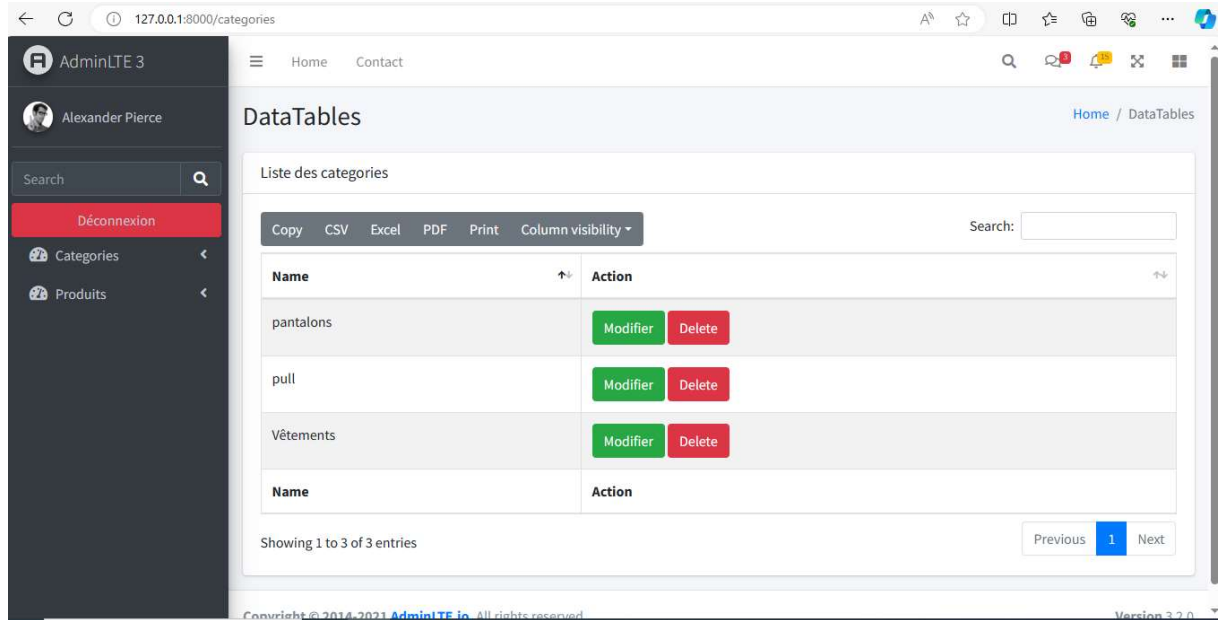 127.0.0.1:8000/categories
AdminLTE 3
Home Contact
3
15
Alexander Pierce
DataTables
Home / DataTables
Search
Liste des categories
Déconnexion
Copy CSV Excel PDF Print Column visibility
Search:
Categories
Name Action
Produits
pantalons Modifier Delete
pull Modifier Delete
Vêtements Modifier Delete
Name Action
Showing 1 to 3 of 3 entries
Previous 1 Next
Copyright © 2014-2021 AdminLTE.io. All rights reserved.
Version 3.2.0